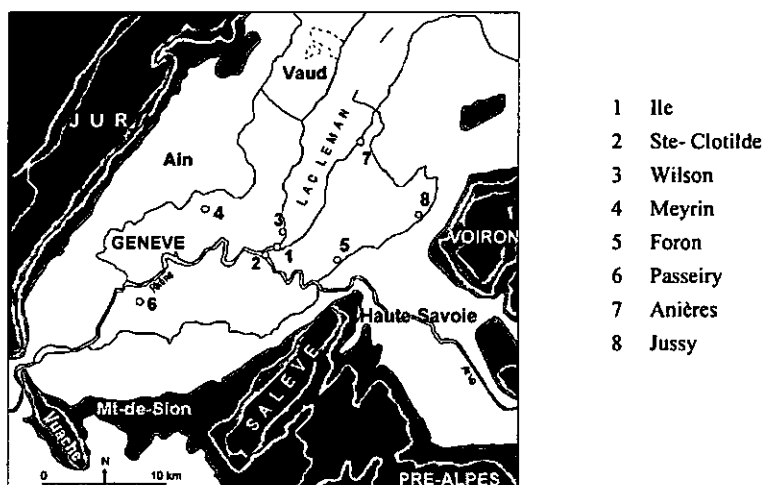 Vaud
J U R
LAC LEMAN
Ain
7
8
4
3
GENEVE
VOIRON
1
2
5
Rhône
6
Haute-Savoie
SALEVE
Mt-de-Sion
Vuache
N
0 10 km
PRE-ALPES
1 Ile
2 Ste-Clotilde
3 Wilson
4 Meyrin
5 Foron
6 Passeiry
7 Anières
8 Jussy